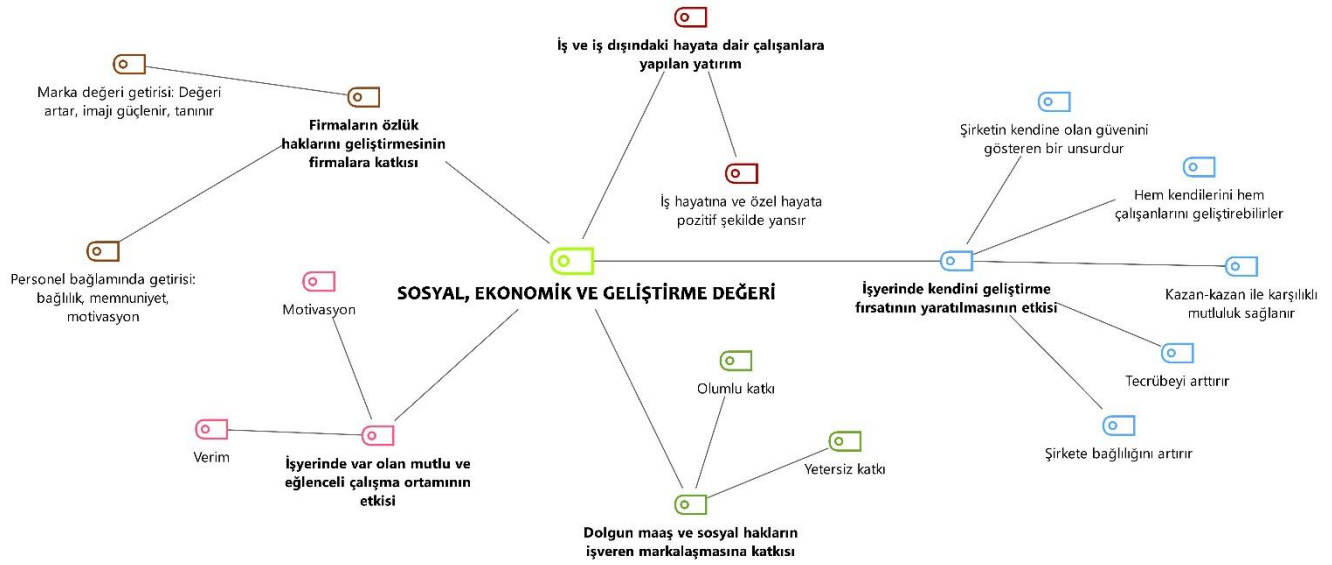 İş ve iş dışındaki hayata dair çalışanlara
yapılan yatırım
Marka değeri getirisi: Değeri
artar, imajı güçlenir, tanınır
Firmaların özlük
haklarını geliştirmesinin
firmalara katkısı
Şirketin kendine olan güvenini
gösteren bir unsurdur
İş hayatına ve özel hayata
pozitif şekilde yansır
Hem kendilerini hem
çalışanlarını geliştirebilirler
Personel bağlamında getirisi:
bağlılık, memnuniyet,
motivasyon
Motivasyon
SOSYAL, EKONOMİK VE GELİŞTİRME DEĞERİ
İşyerinde kendini geliştirme
fırsatının yaratılmasının etkisi
Kazan-kazan ile karşılıklı
mutluluk sağlanır
Olumlu katkı
Tecrübeyi arttırır
Verim
İşyerinde var olan mutlu ve
eğlenceli çalışma ortamının
etkisi
Yetersiz katkı
Şirkete bağlılığını artırır
Dolgun maaş ve sosyal hakların
işveren markalaşmasına katkısı